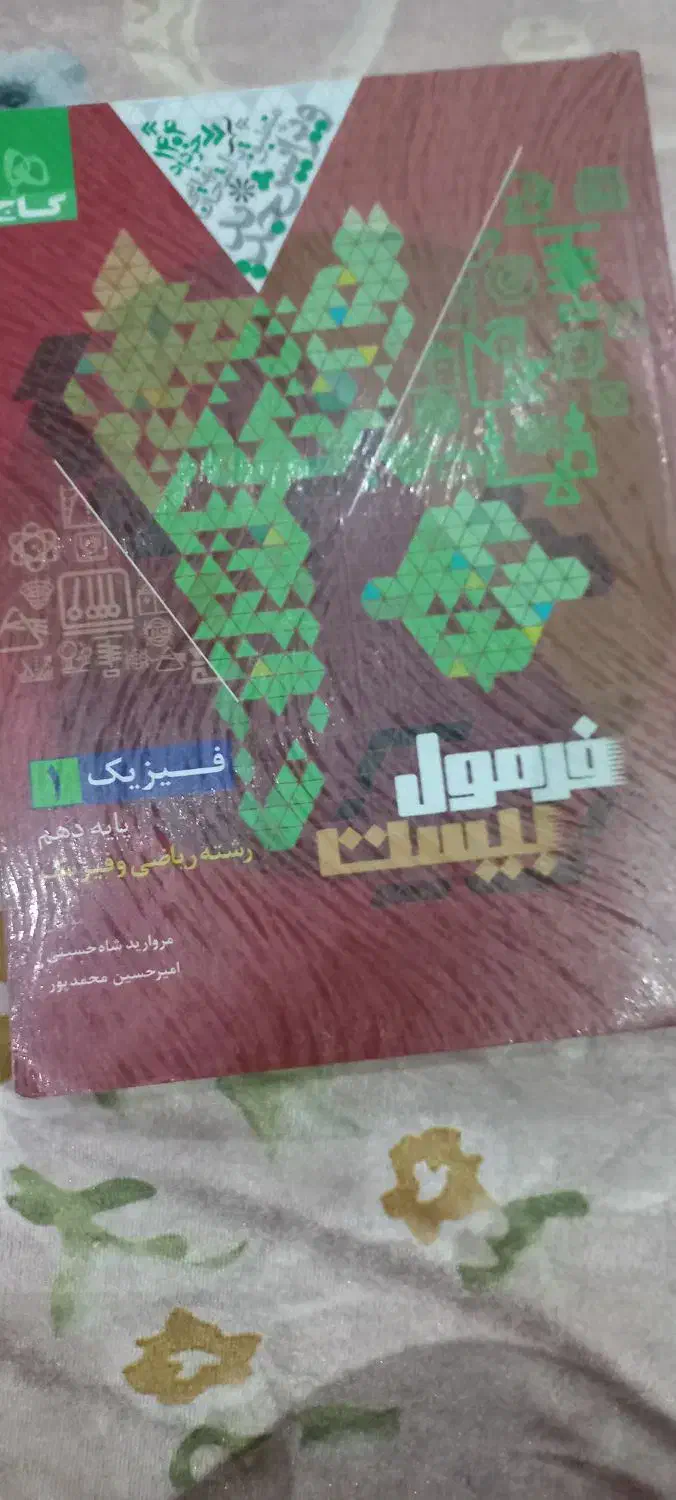 گاج
فرمول
بیست
فیزیک ۱
پایه دهم
رشته ریاضی و فیزیک
مروارید شاه‌حسینی
امیرحسین محمدپور